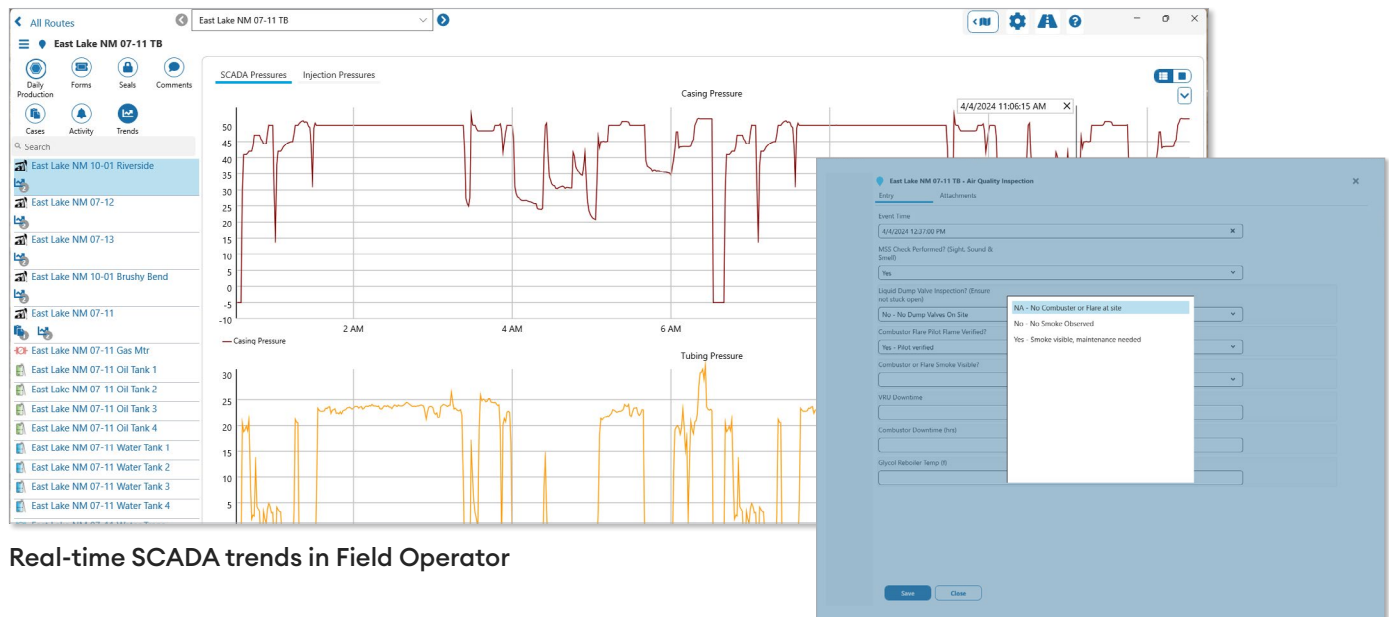 All Routes
East Lake NM 07-11 TB
East Lake NM 07-11 TB
Daily Production
Forms
Seals
Comments
Cases
Activity
Trends
Search
East Lake NM 10-01 Riverside
2
East Lake NM 07-12
2
East Lake NM 07-13
2
East Lake NM 10-01 Brushy Bend
2
East Lake NM 07-11
East Lake NM 07-11 Gas Mtr
East Lake NM 07-11 Oil Tank 1
East Lake NM 07-11 Oil Tank 2
East Lake NM 07-11 Oil Tank 3
East Lake NM 07-11 Oil Tank 4
East Lake NM 07-11 Water Tank 1
East Lake NM 07-11 Water Tank 2
East Lake NM 07-11 Water Tank 3
East Lake NM 07-11 Water Tank 4
SCADA Pressures
Injection Pressures
Casing Pressure
4/4/2024 11:06:15 AM
50
45
40
35
30
25
20
15
10
5
0
-5
-10
2 AM
4 AM
6 AM
Casing Pressure
Tubing Pressure
30
25
20
15
10
5
East Lake NM 07-11 TB - Air Quality Inspection
Entry
Attachments
Event Time
4/4/2024 12:37:00 PM
MSS Check Performed? (Sight, Sound &
Smell)
Yes
Liquid Dump Valve Inspection? (Ensure
not stuck open)
No - No Dump Valves On Site
Combustor Flare Pilot Flame Verified?
Yes - Pilot verified
Combustor or Flare Smoke Visible?
VRU Downtime
Combustor Downtime (hrs)
Glycol Reboiler Temp (f)
NA - No Combuster or Flare at site
No - No Smoke Observed
Yes - Smoke visible, maintenance needed
Save
Close
Real-time SCADA trends in Field Operator